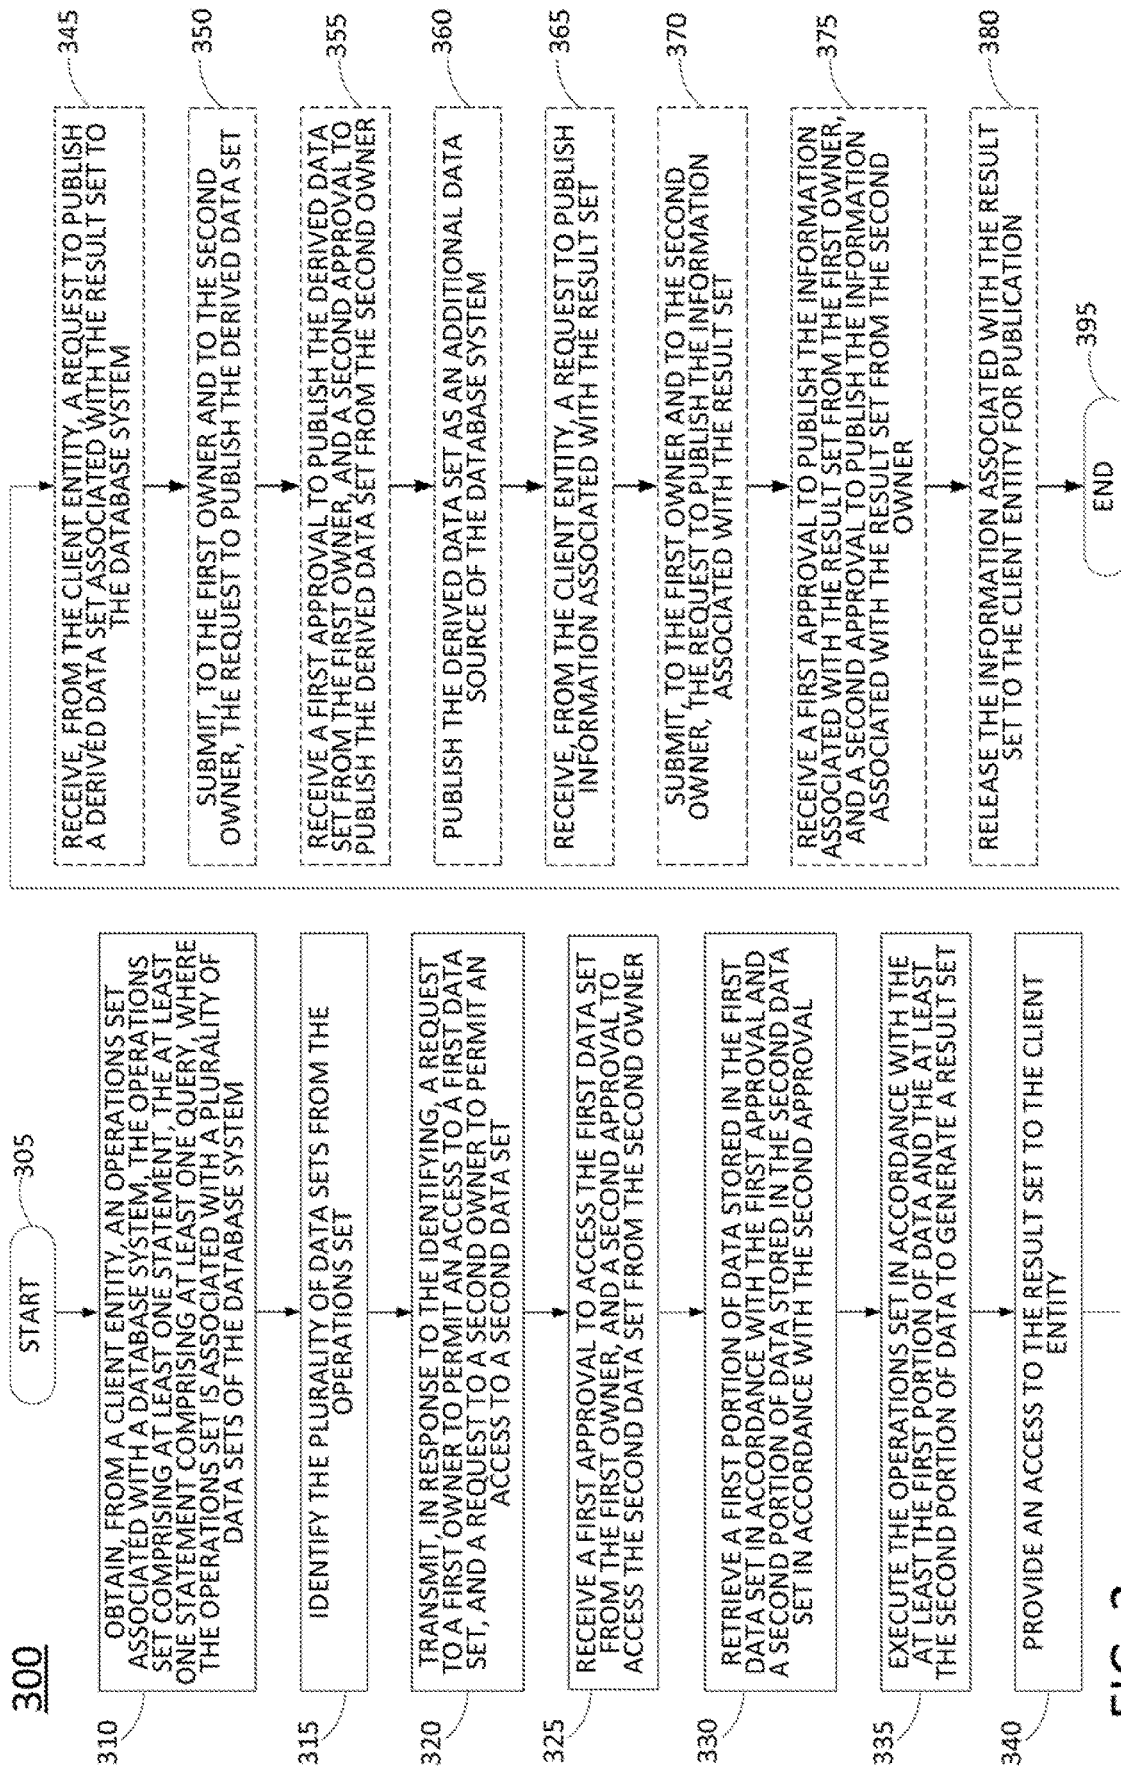 300
START
305
310
OBTAIN, FROM A CLIENT ENTITY, AN OPERATIONS SET
ASSOCIATED WITH A DATABASE SYSTEM, THE OPERATIONS
SET COMPRISING AT LEAST ONE STATEMENT, THE AT LEAST
ONE STATEMENT COMPRISING AT LEAST ONE QUERY, WHERE
THE OPERATIONS SET IS ASSOCIATED WITH A PLURALITY OF
DATA SETS OF THE DATABASE SYSTEM
315
IDENTIFY THE PLURALITY OF DATA SETS FROM THE
OPERATIONS SET
320
TRANSMIT, IN RESPONSE TO THE IDENTIFYING, A REQUEST
TO A FIRST OWNER TO PERMIT AN ACCESS TO A FIRST DATA
SET, AND A REQUEST TO A SECOND OWNER TO PERMIT AN
ACCESS TO A SECOND DATA SET
325
RECEIVE A FIRST APPROVAL TO ACCESS THE FIRST DATA SET
FROM THE FIRST OWNER, AND A SECOND APPROVAL TO
ACCESS THE SECOND DATA SET FROM THE SECOND OWNER
330
RETRIEVE A FIRST PORTION OF DATA STORED IN THE FIRST
DATA SET IN ACCORDANCE WITH THE FIRST APPROVAL AND
A SECOND PORTION OF DATA STORED IN THE SECOND DATA
SET IN ACCORDANCE WITH THE SECOND APPROVAL
335
EXECUTE THE OPERATIONS SET IN ACCORDANCE WITH THE
AT LEAST THE FIRST PORTION OF DATA AND THE AT LEAST
THE SECOND PORTION OF DATA TO GENERATE A RESULT SET
340
PROVIDE AN ACCESS TO THE RESULT SET TO THE CLIENT
ENTITY
RECEIVE, FROM THE CLIENT ENTITY, A REQUEST TO PUBLISH
A DERIVED DATA SET ASSOCIATED WITH THE RESULT SET TO
THE DATABASE SYSTEM
345
SUBMIT, TO THE FIRST OWNER AND TO THE SECOND
OWNER, THE REQUEST TO PUBLISH THE DERIVED DATA SET
350
RECEIVE A FIRST APPROVAL TO PUBLISH THE DERIVED DATA
SET FROM THE FIRST OWNER, AND A SECOND APPROVAL TO
PUBLISH THE DERIVED DATA SET FROM THE SECOND OWNER
355
PUBLISH THE DERIVED DATA SET AS AN ADDITIONAL DATA
SOURCE OF THE DATABASE SYSTEM
360
RECEIVE, FROM THE CLIENT ENTITY, A REQUEST TO PUBLISH
INFORMATION ASSOCIATED WITH THE RESULT SET
365
SUBMIT, TO THE FIRST OWNER AND TO THE SECOND
OWNER, THE REQUEST TO PUBLISH THE INFORMATION
ASSOCIATED WITH THE RESULT SET
370
RECEIVE A FIRST APPROVAL TO PUBLISH THE INFORMATION
ASSOCIATED WITH THE RESULT SET FROM THE FIRST OWNER,
AND A SECOND APPROVAL TO PUBLISH THE INFORMATION
ASSOCIATED WITH THE RESULT SET FROM THE SECOND
OWNER
375
RELEASE THE INFORMATION ASSOCIATED WITH THE RESULT
SET TO THE CLIENT ENTITY FOR PUBLICATION
380
END
395